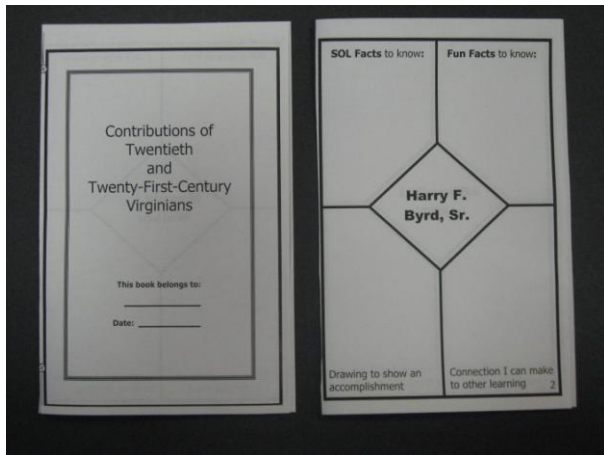 Contributions of
Twentieth
and
Twenty-First-Century
Virginians
This book belongs to:
Date:
SOL Facts to know:
Fun Facts to know:
Harry F.
Byrd, Sr.
Drawing to show an
accomplishment
Connection I can make
to other learning 2